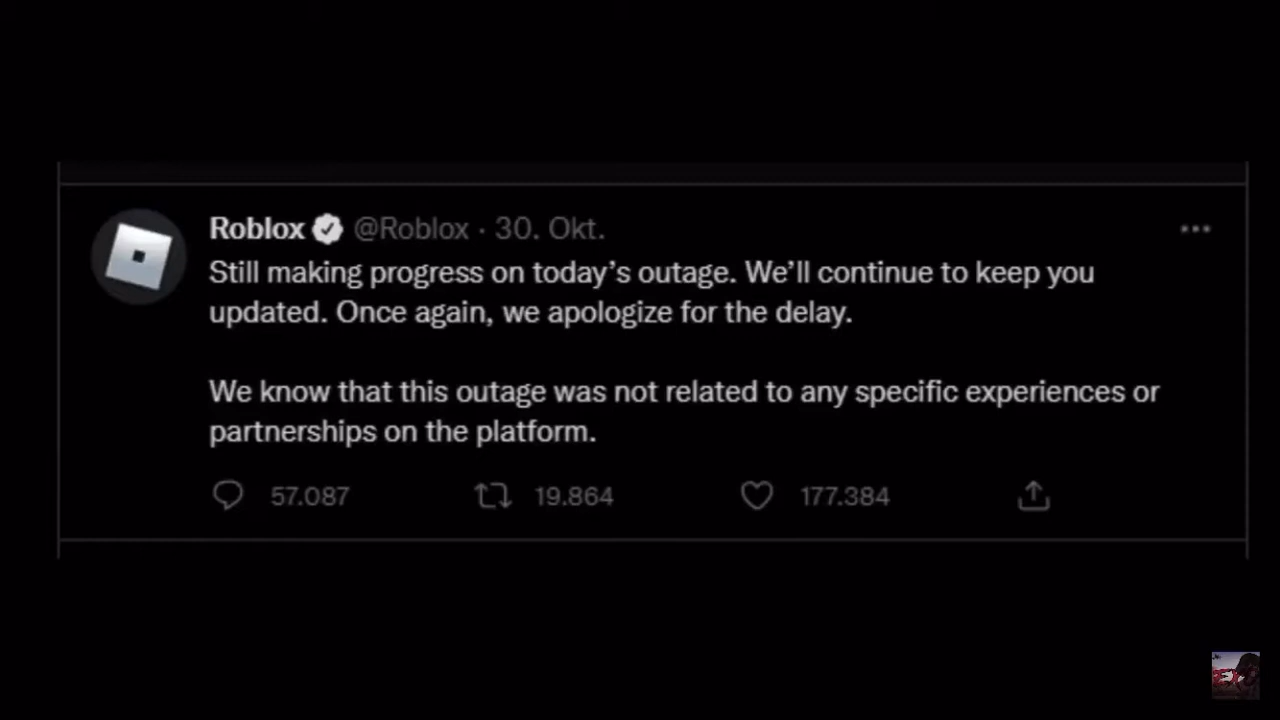 Roblox @Roblox · 30. Okt.
Still making progress on today's outage. We'll continue to keep you
updated. Once again, we apologize for the delay.
We know that this outage was not related to any specific experiences or
partnerships on the platform.
57.087 19.864 177.384